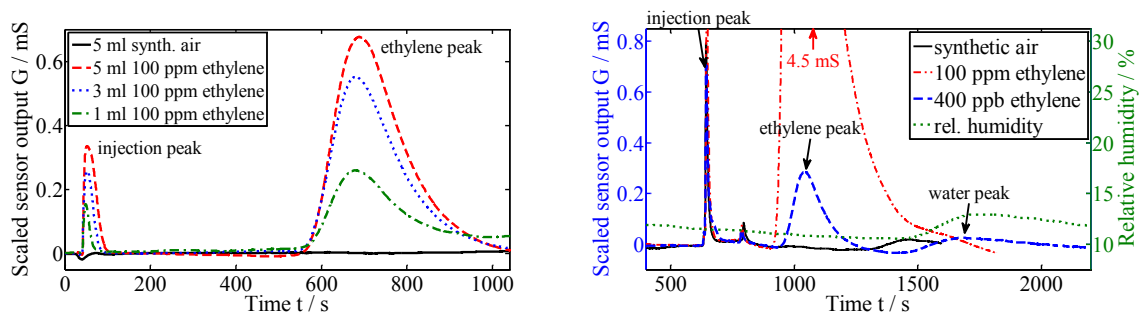 Scaled sensor output G / mS
0.6
0.4
0.2
0
5 ml synth. air
5 ml 100 ppm ethylene
3 ml 100 ppm ethylene
1 ml 100 ppm ethylene
ethylene peak
injection peak
0 200 400 600 800 1000
Time t / s
injection peak
Scaled sensor output G / mS
0.8
0.6
0.4
0.2
0
4.5 mS
synthetic air
100 ppm ethylene
400 ppb ethylene
rel. humidity
ethylene peak
water peak
30
25
20
15
10
Relative humidity / %
500 1000 1500 2000
Time t / s